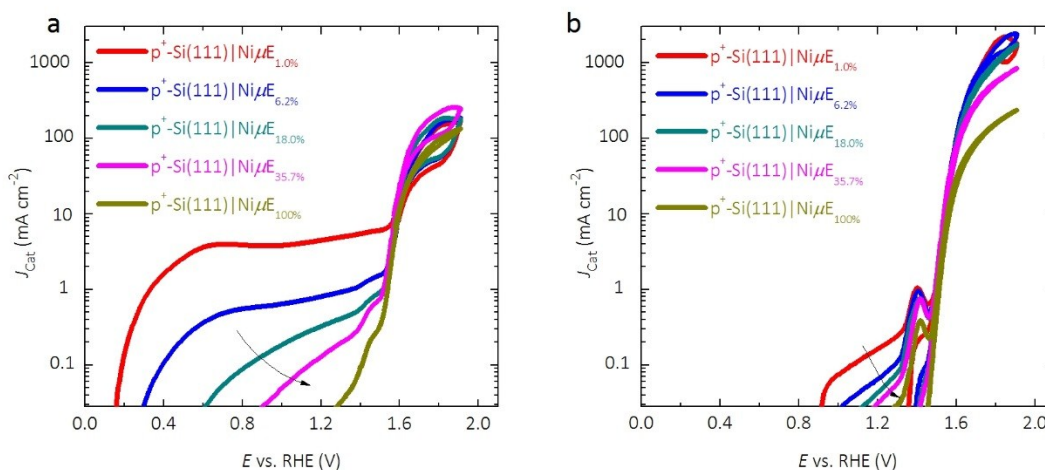 a
p⁺-Si(111)|NiμE₁.₀%
p⁺-Si(111)|NiμE₆.₂%
p⁺-Si(111)|NiμE₁₈.₀%
p⁺-Si(111)|NiμE₃₅.₇%
p⁺-Si(111)|NiμE₁₀₀%
J_Cat (mA cm⁻²)
1000
100
10
1
0.1
0.0 0.4 0.8 1.2 1.6 2.0
E vs. RHE (V)
b
p⁺-Si(111)|NiμE₁.₀%
p⁺-Si(111)|NiμE₆.₂%
p⁺-Si(111)|NiμE₁₈.₀%
p⁺-Si(111)|NiμE₃₅.₇%
p⁺-Si(111)|NiμE₁₀₀%
J_Cat (mA cm⁻²)
1000
100
10
1
0.1
0.0 0.4 0.8 1.2 1.6 2.0
E vs. RHE (V)